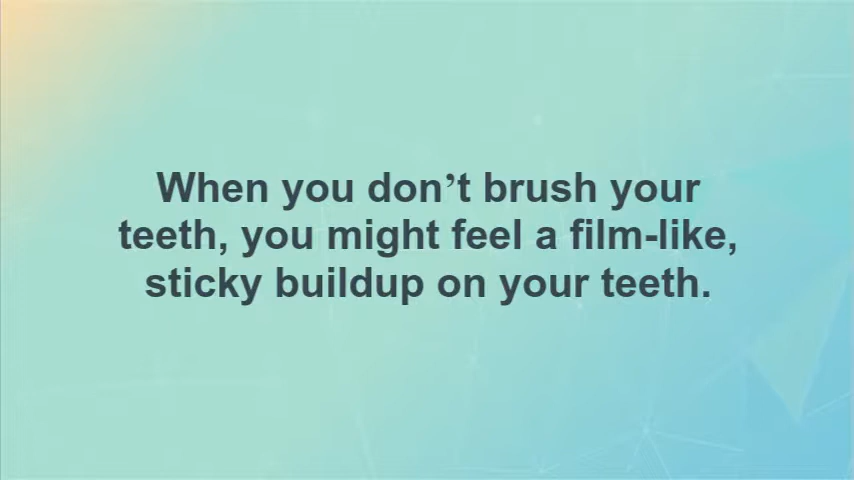 When you don’t brush your
teeth, you might feel a film-like,
sticky buildup on your teeth.